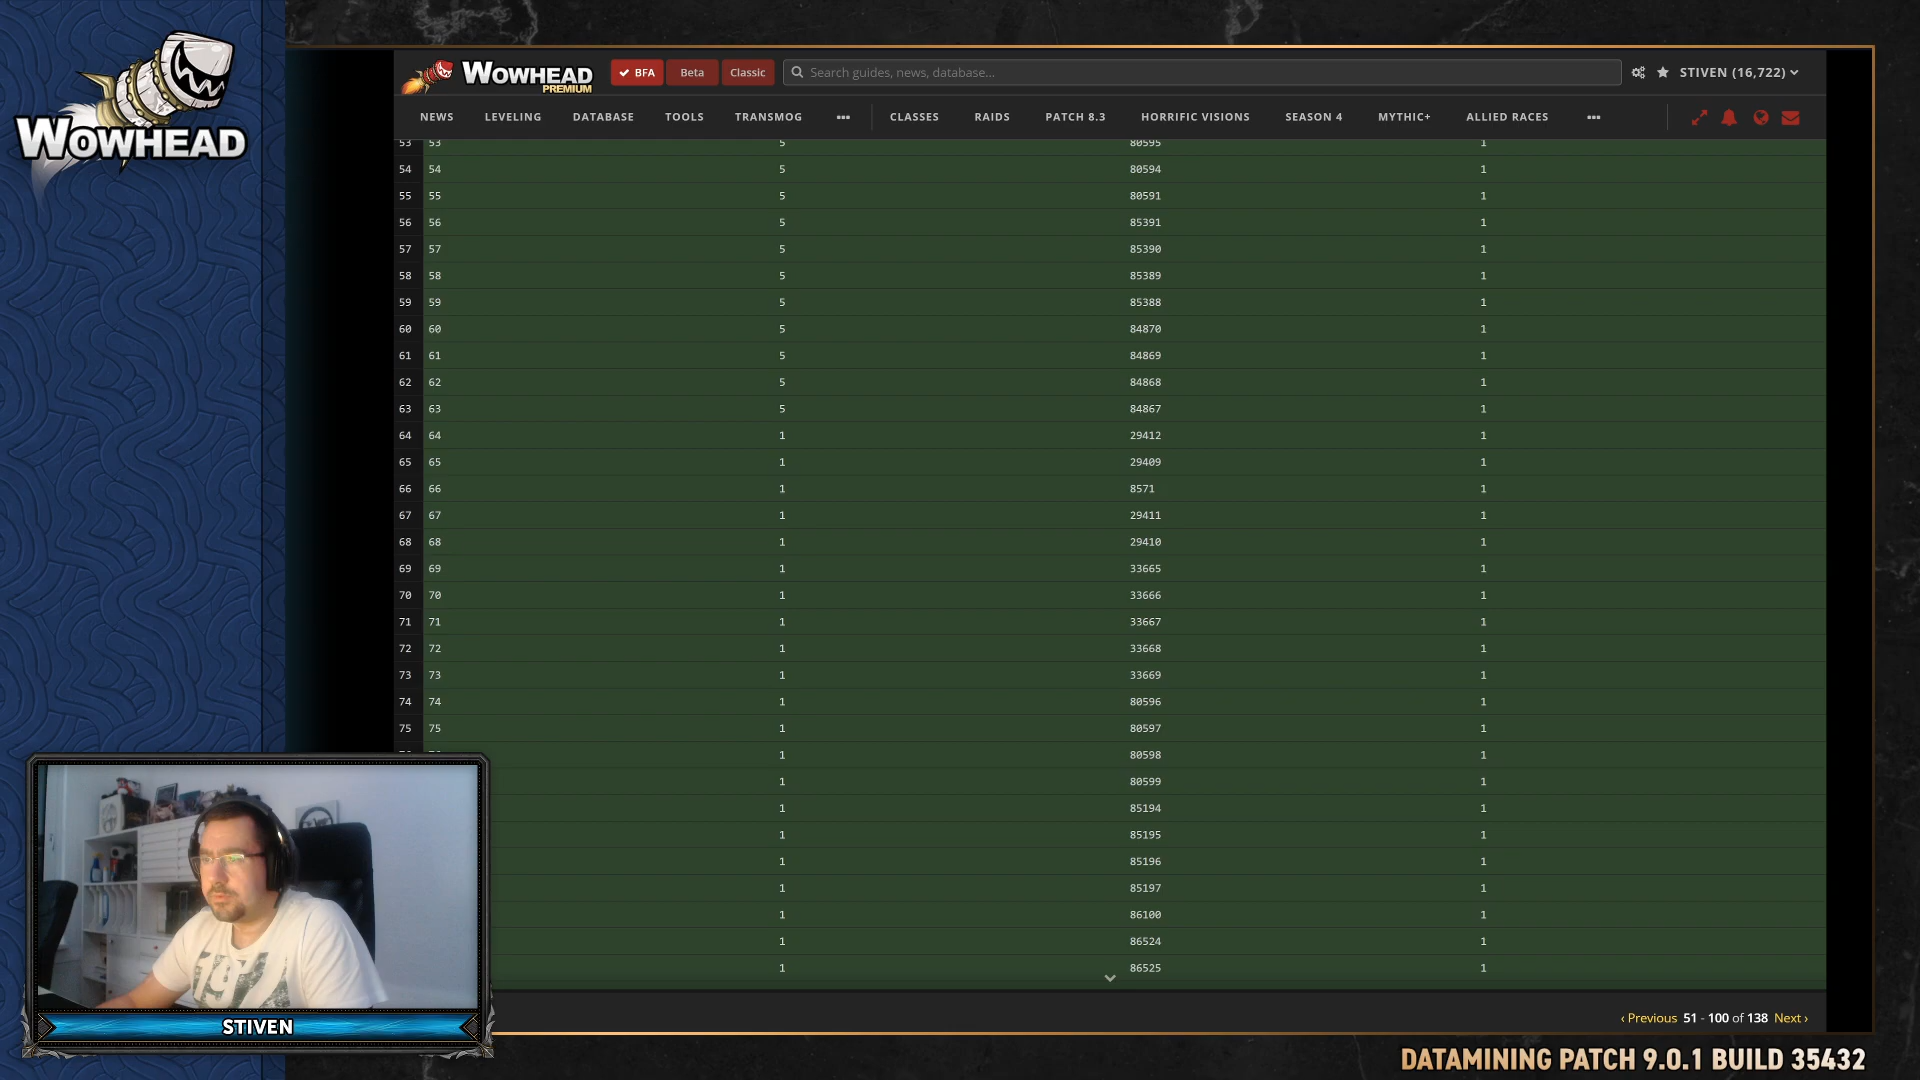 WOWHEAD
WOWHEAD
PREMIUM
BFA
Beta
Classic
Search guides, news, database...
STIVEN (16,722)
NEWS
LEVELING
DATABASE
TOOLS
TRANSMOG
CLASSES
RAIDS
PATCH 8.3
HORRIFIC VISIONS
SEASON 4
MYTHIC+
ALLIED RACES
53 53 5 80595 1
54 54 5 80594 1
55 55 5 80591 1
56 56 5 85391 1
57 57 5 85390 1
58 58 5 85389 1
59 59 5 85388 1
60 60 5 84870 1
61 61 5 84869 1
62 62 5 84868 1
63 63 5 84867 1
64 64 1 29412 1
65 65 1 29409 1
66 66 1 8571 1
67 67 1 29411 1
68 68 1 29410 1
69 69 1 33665 1
70 70 1 33666 1
71 71 1 33667 1
72 72 1 33668 1
73 73 1 33669 1
74 74 1 80596 1
75 75 1 80597 1
1 80598 1
1 80599 1
1 85194 1
1 85195 1
1 85196 1
1 85197 1
1 86100 1
1 86524 1
1 86525 1
‹ Previous 51 - 100 of 138 Next ›
STIVEN
DATAMINING PATCH 9.0.1 BUILD 35432